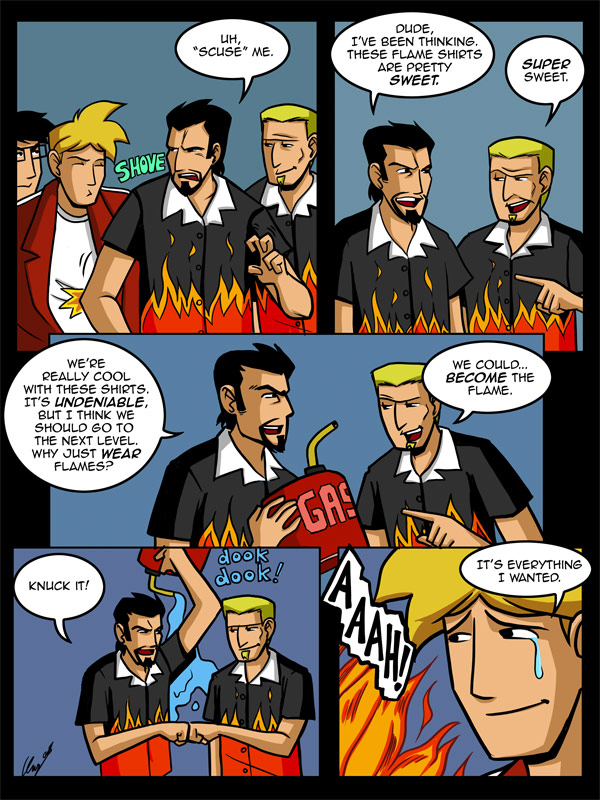 UH,
"SCUSE" ME.
SHOVE
DUDE,
I'VE BEEN THINKING.
THESE FLAME SHIRTS
ARE PRETTY
SWEET.
SUPER
SWEET.
WE'RE
REALLY COOL
WITH THESE SHIRTS.
IT'S UNDENIABLE,
BUT I THINK WE
SHOULD GO TO
THE NEXT LEVEL.
WHY JUST WEAR
FLAMES?
WE COULD...
BECOME THE
FLAME.
GAS
KNUCK IT!
dook
dook!
AAAAH!
IT'S EVERYTHING
I WANTED.